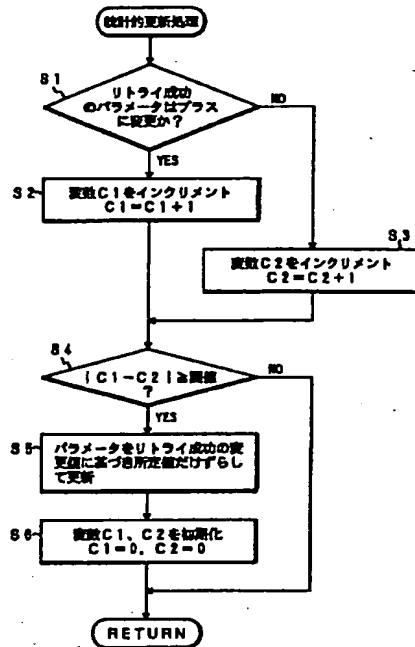 統計的更新処理
S1
リトライ成功
のパラメータはプラス
に変更か?
NO
YES
S2
変数C1をインクリメント
C1=C1+1
S3
変数C2をインクリメント
C2=C2+1
S4
|C1-C2|≧閾値
?
NO
YES
S5
パラメータをリトライ成功の変
更値に基づき所定値だけずらし
て更新
S6
変数C1、C2を初期化
C1=0, C2=0
RETURN